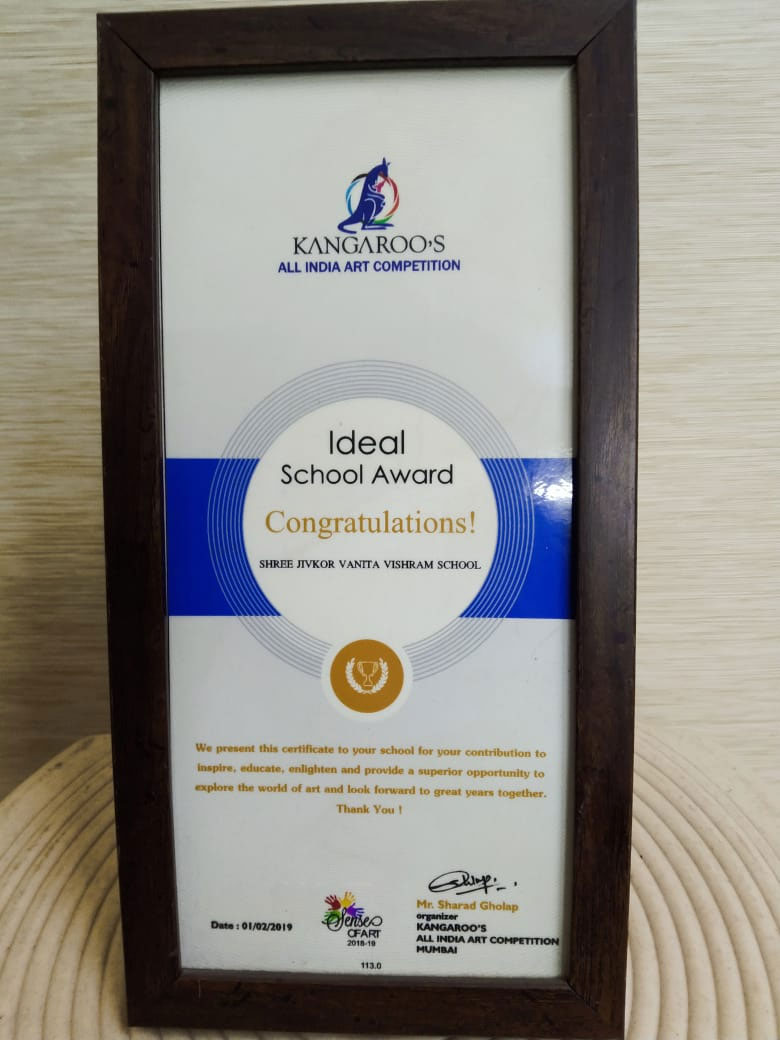 KANGAROO'S
ALL INDIA ART COMPETITION
Ideal
School Award
Congratulations!
SHREE JIVKOR VANITA VISHRAM SCHOOL
We present this certificate to your school for your contribution to
inspire, educate, enlighten and provide a superior opportunity to
explore the world of art and look forward to great years together.
Thank You !
Date : 01/02/2019
Sense
OF ART
2018-19
113.0
Mr. Sharad Gholap
organizer
KANGAROO'S
ALL INDIA ART COMPETITION
MUMBAI